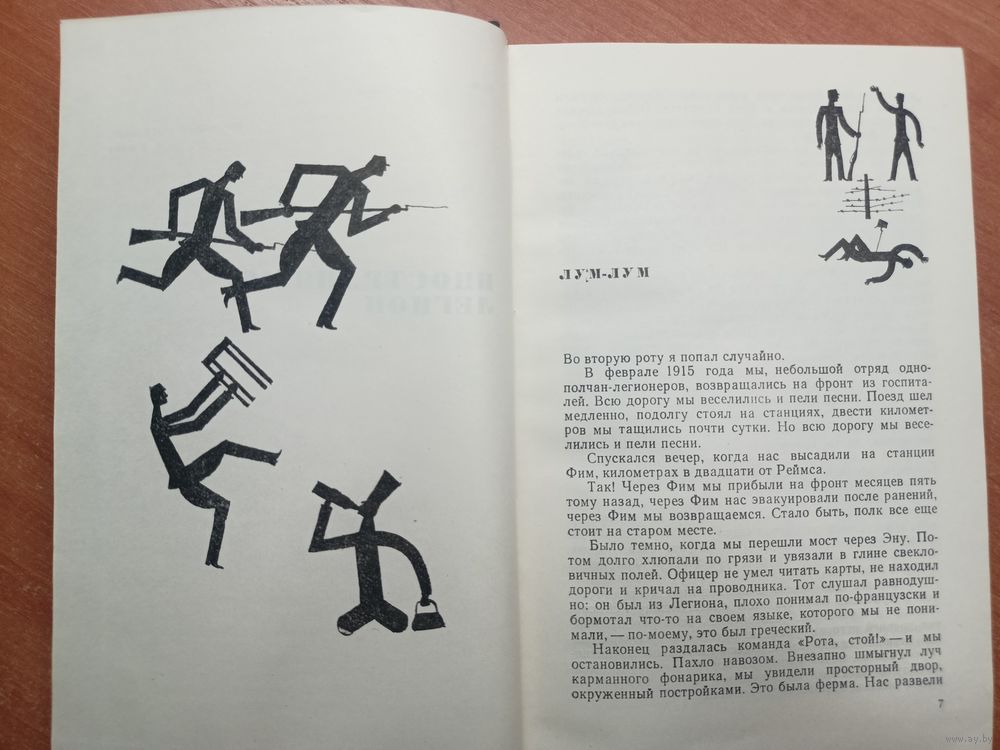 ЛУМ-ЛУМ
Во вторую роту я попал случайно.
В феврале 1915 года мы, небольшой отряд одно-
полчан-легионеров, возвращались на фронт из госпита-
лей. Всю дорогу мы веселились и пели песни. Поезд шел
медленно, подолгу стоял на станциях, двести километ-
ров мы тащились почти сутки. Но всю дорогу мы весе-
лились и пели песни.
Спускался вечер, когда нас высадили на станции
Фим, километрах в двадцати от Реймса.
Так! Через Фим мы прибыли на фронт месяцев пять
тому назад, через Фим нас эвакуировали после ранений,
через Фим мы возвращаемся. Стало быть, полк все еще
стоит на старом месте.
Было темно, когда мы перешли мост через Эну. По-
том долго хлюпали по грязи и увязали в глине свекло-
вичных полей. Офицер не умел читать карты, не находил
дороги и кричал на проводника. Тот слушал равнодуш-
но: он был из Легиона, плохо понимал по-французски и
бормотал что-то на своем языке, которого мы не пони-
мали, — по-моему, это был греческий.
Наконец раздалась команда «Рота, стой!» — и мы
остановились. Пахло навозом. Внезапно шмыгнул луч
карманного фонарика, мы увидели просторный двор,
окруженный постройками. Это была ферма. Нас развели
7
www.ay.by